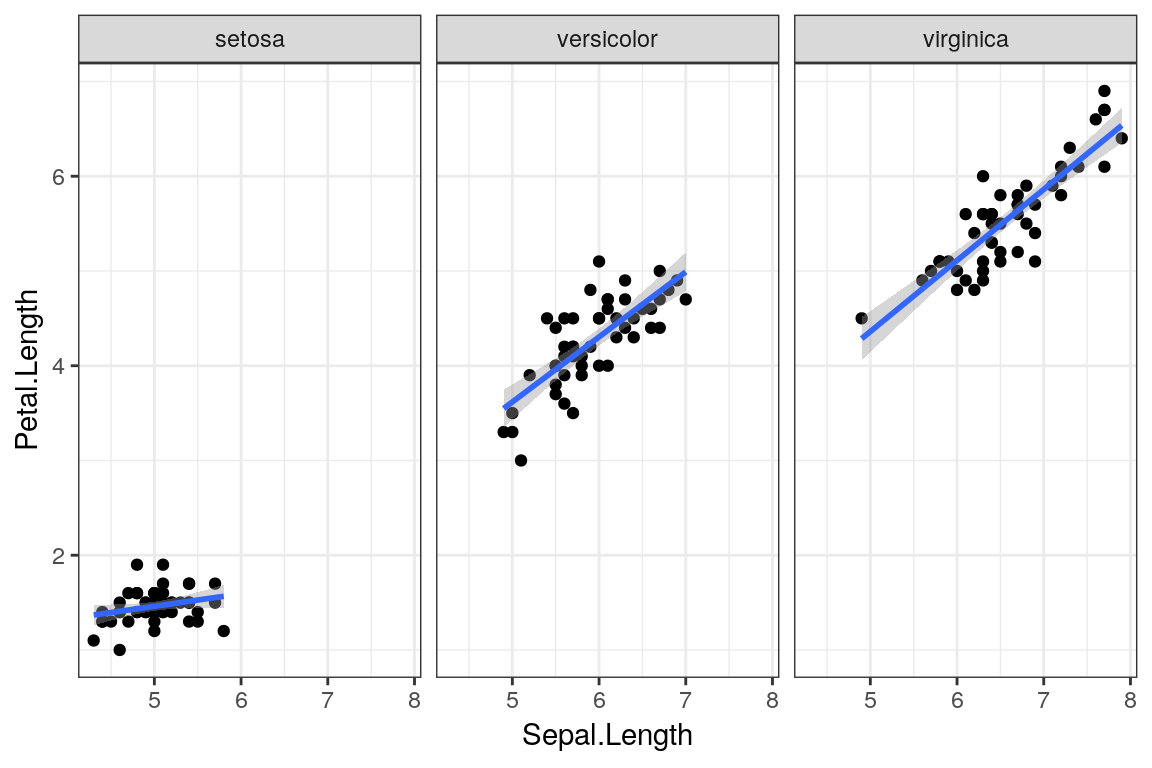 setosa
versicolor
virginica
Petal.Length
6
4
2
5 6 7 8
5 6 7 8
5 6 7 8
Sepal.Length